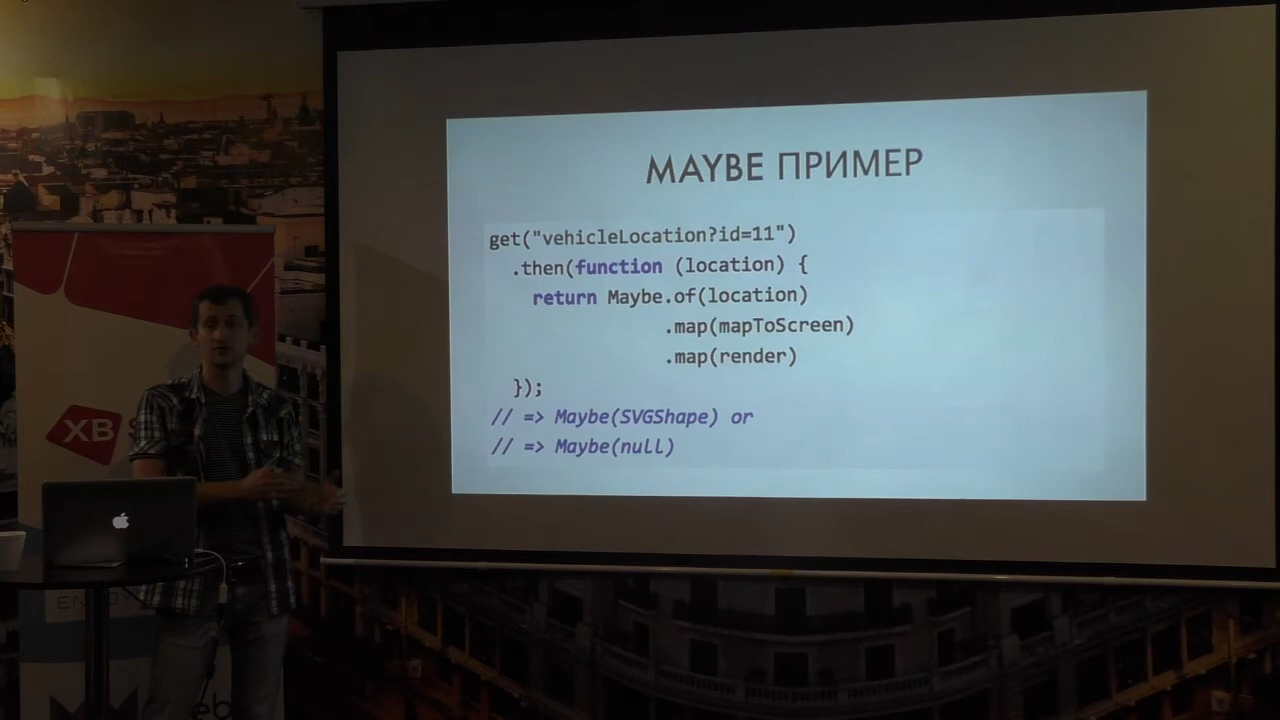 MAYBE ПРИМЕР
get("vehicleLocation?id=11")
.then(function (location) {
return Maybe.of(location)
.map(mapToScreen)
.map(render)
});
// => Maybe(SVGShape) or
// => Maybe(null)
XB